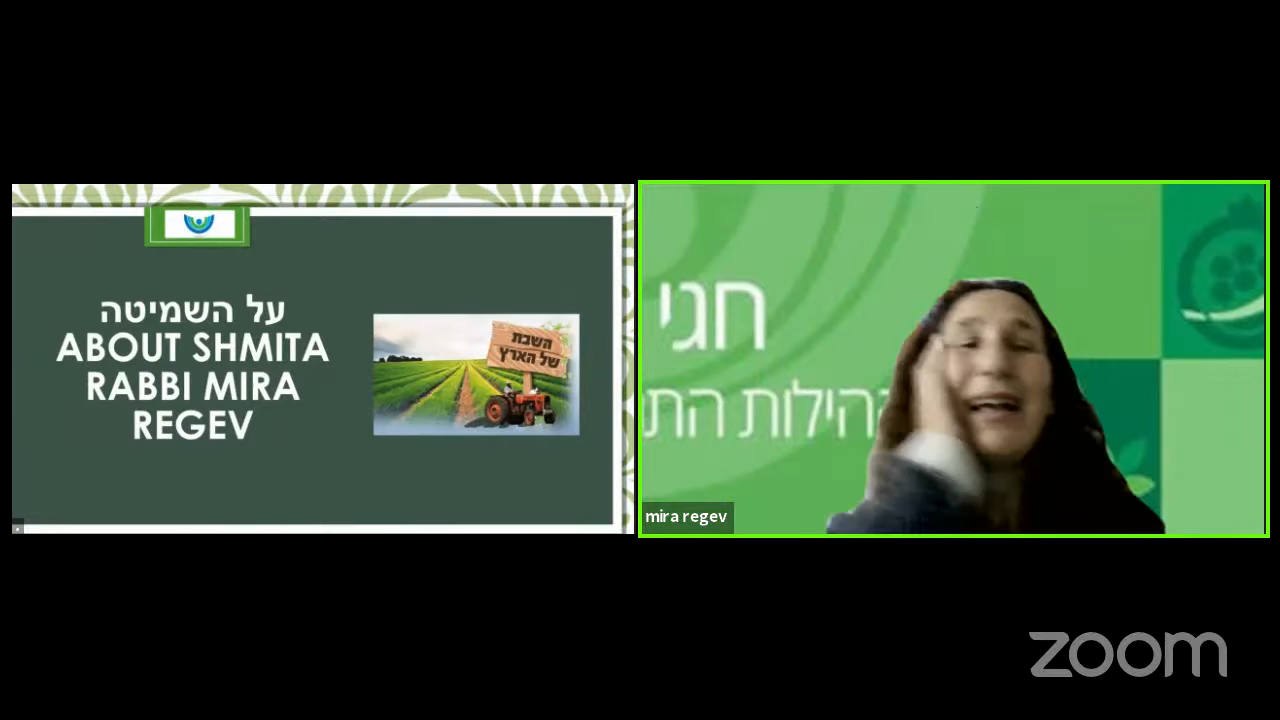 על השמיטה
ABOUT SHMITA
RABBI MIRA
REGEV
השבת
של הארץ
חגי
mira regev
zoom